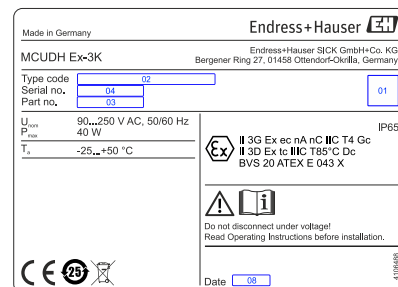 Made in Germany
Endress+Hauser EH
MCUDH Ex-3K
Endress+Hauser SICK GmbH+Co. KG
Bergener Ring 27, 01458 Ottendorf-Okrilla, Germany
Type code 02
Serial no. 04
Part no. 03
01
Unom 90...250 V AC, 50/60 Hz
Pmax 40 W
Ta -25...+50 °C
IP65
Ex II 3G Ex ec nA nC IIC T4 Gc
II 3D Ex tc IIIC T85°C Dc
BVS 20 ATEX E 043 X
Do not disconnect under voltage!
Read Operating Instructions before installation.
CE 25
Date 08
4108488